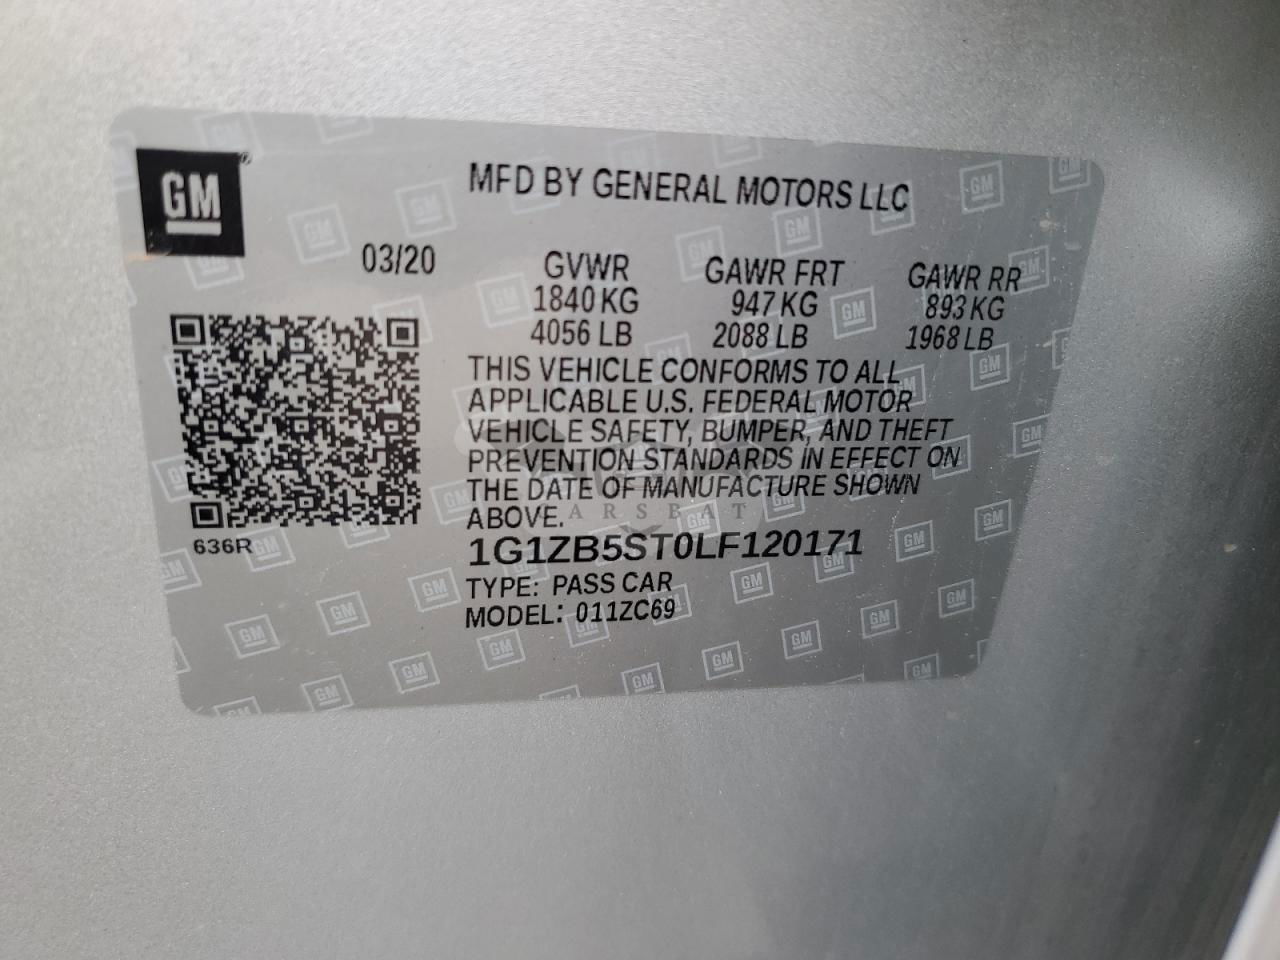 GM
MFD BY GENERAL MOTORS LLC
03/20
GVWR GAWR FRT GAWR RR
1840 KG 947 KG 893 KG
4056 LB 2088 LB 1968 LB
THIS VEHICLE CONFORMS TO ALL
APPLICABLE U.S. FEDERAL MOTOR
VEHICLE SAFETY, BUMPER, AND THEFT
PREVENTION STANDARDS IN EFFECT ON
THE DATE OF MANUFACTURE SHOWN
ABOVE.
636R
1G1ZB5ST0LF120171
TYPE: PASS CAR
MODEL: 011ZC69